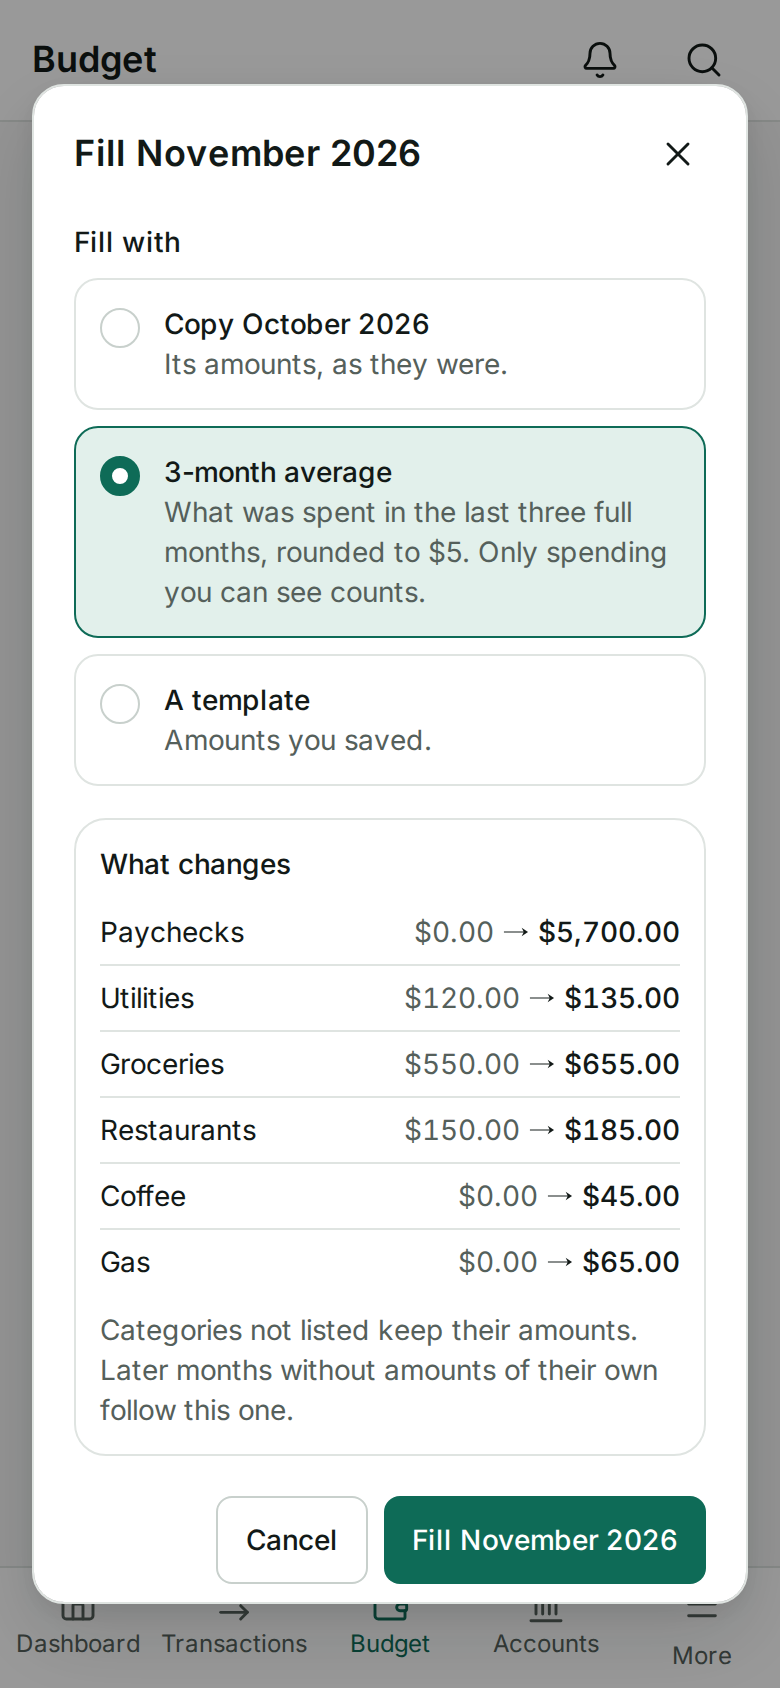 Budget
Fill November 2026
Fill with
Copy October 2026
Its amounts, as they were.
3-month average
What was spent in the last three full
months, rounded to $5. Only spending
you can see counts.
A template
Amounts you saved.
What changes
Paychecks $0.00 → $5,700.00
Utilities $120.00 → $135.00
Groceries $550.00 → $655.00
Restaurants $150.00 → $185.00
Coffee $0.00 → $45.00
Gas $0.00 → $65.00
Categories not listed keep their amounts.
Later months without amounts of their own
follow this one.
Cancel Fill November 2026
Dashboard Transactions Budget Accounts More